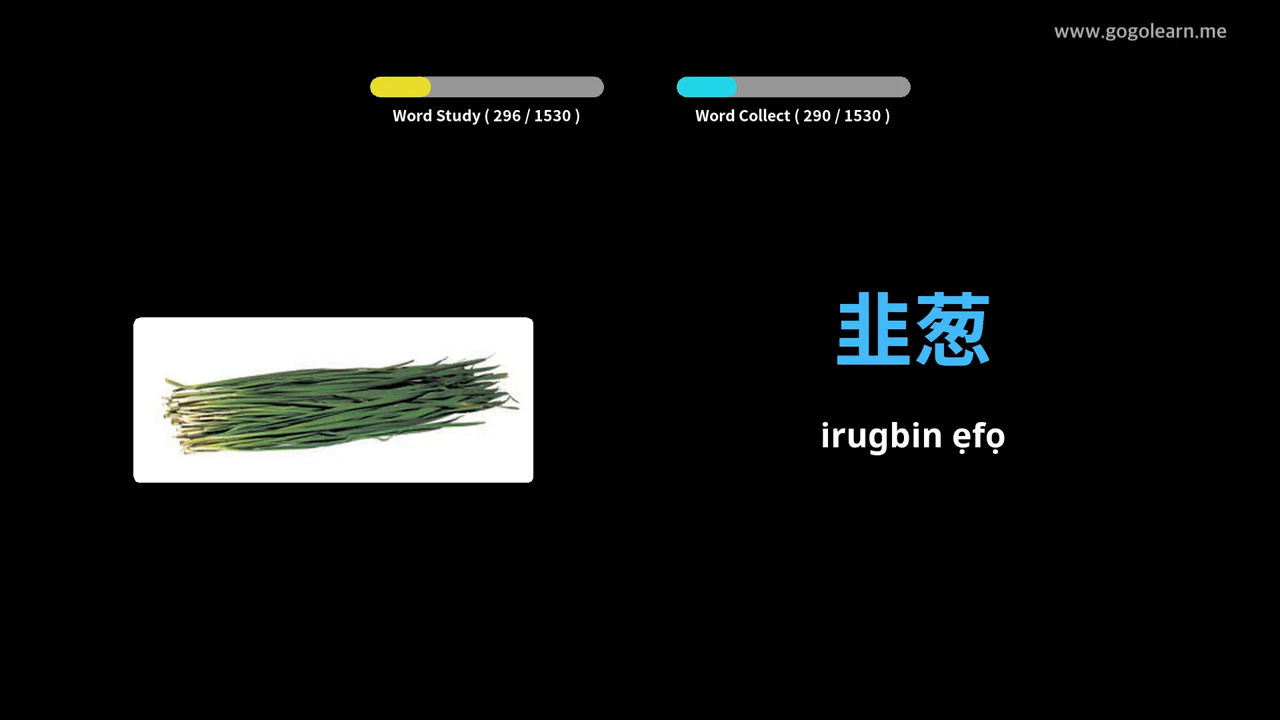 www.gogolearn.me
Word Study ( 296 / 1530 )
Word Collect ( 290 / 1530 )
韭葱
irugbin ẹfọ